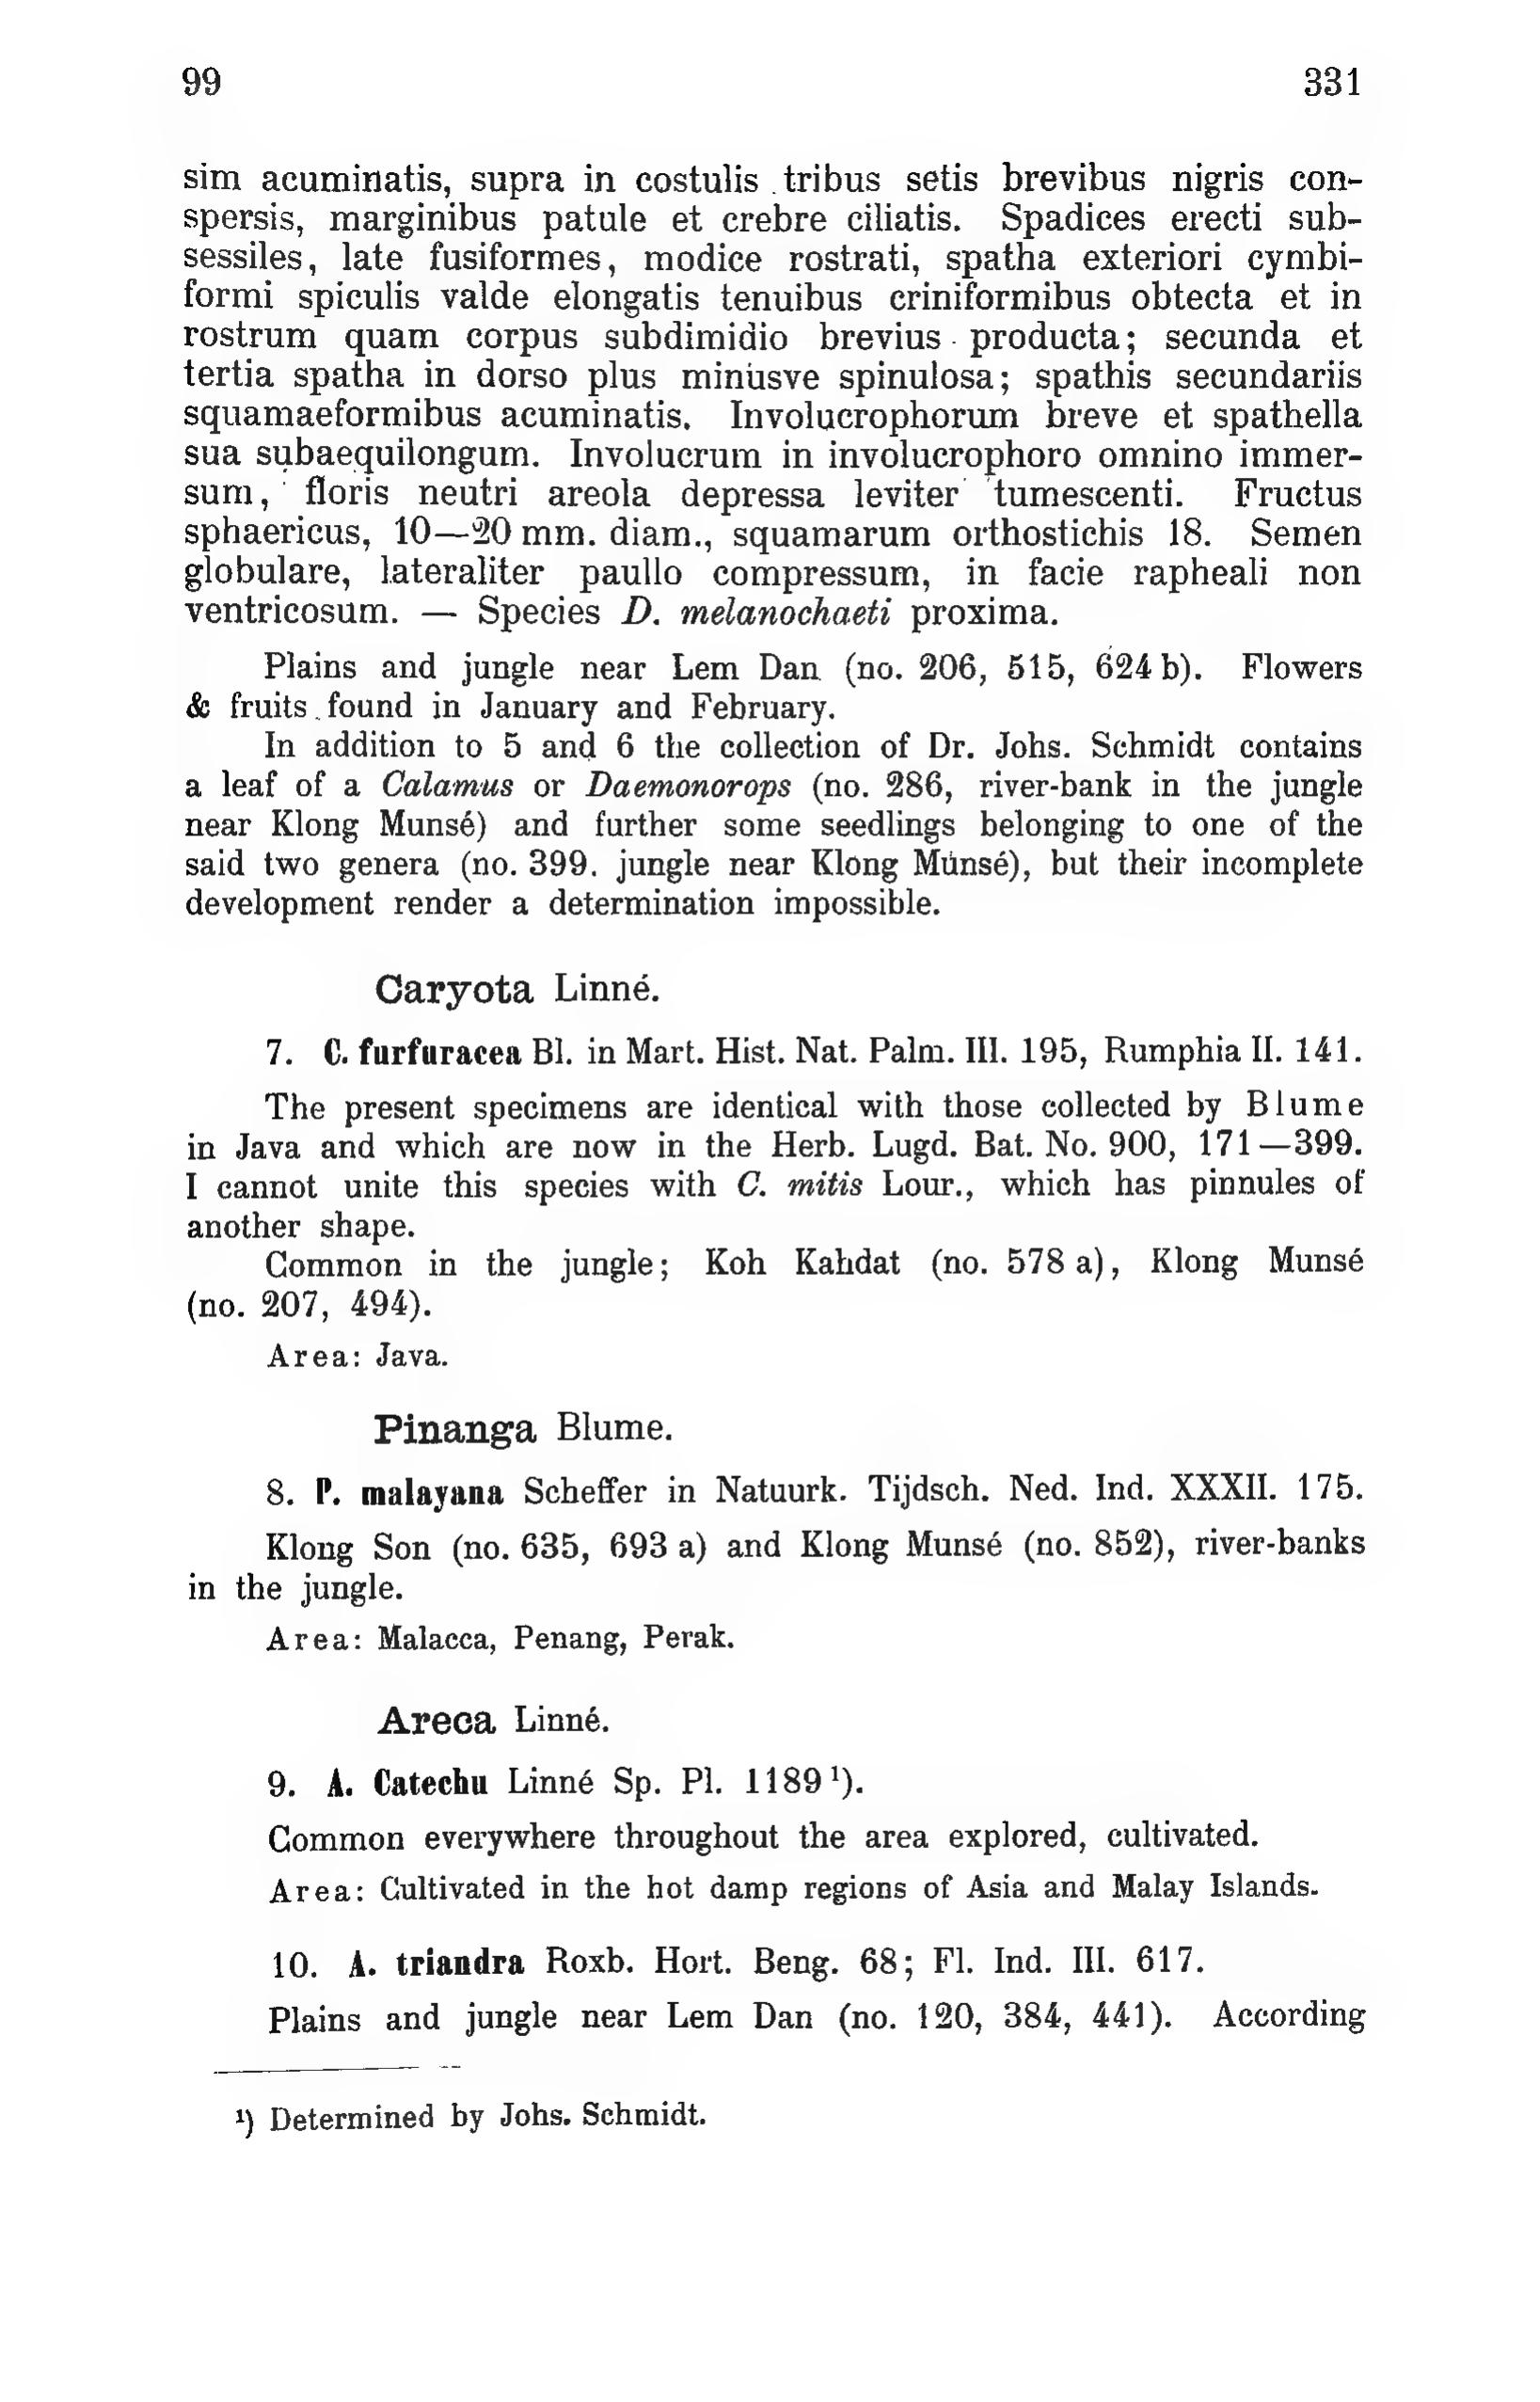 99 331
sim acuminatis, supra in costulis tribus setis brevibus nigris con-
spersis, marginibus patule et crebre ciliatis. Spadices erecti sub-
sessiles, late fusiformes, modice rostrati, spatha exteriori cymbi-
formi spiculis valde elongatis tenuibus criniformibus obtecta et in
rostrum quam corpus subdimidio brevius producta; secunda et
tertia spatha in dorso plus minusve spinulosa; spathis secundariis
squamaeformibus acuminatis. Involucrophorum breve et spathella
sua subaequilongum. Involucrum in involucrophoro omnino immer-
sum, floris neutri areola depressa leviter tumescenti. Fructus
sphaericus, 10—20 mm. diam., squamarum orthostichis 18. Semen
globulare, lateraliter paullo compressum, in facie rapheali non
ventricosum. — Species D. melanochaeti proxima.
Plains and jungle near Lem Dan (no. 206, 515, 624 b). Flowers
& fruits found in January and February.
In addition to 5 and 6 the collection of Dr. Johs. Schmidt contains
a leaf of a Calamus or Daemonorops (no. 286, river-bank in the jungle
near Klong Munsé) and further some seedlings belonging to one of the
said two genera (no. 399. jungle near Klong Munsé), but their incomplete
development render a determination impossible.
Caryota Linné.
7. C. furfuracea Bl. in Mart. Hist. Nat. Palm. III. 195, Rumphia II. 141.
The present specimens are identical with those collected by Blume
in Java and which are now in the Herb. Lugd. Bat. No. 900, 171—399.
I cannot unite this species with C. mitis Lour., which has pinnules of
another shape.
Common in the jungle; Koh Kahdat (no. 578 a), Klong Munsé
(no. 207, 494).
Area: Java.
Pinanga Blume.
8. P. malayana Scheffer in Natuurk. Tijdsch. Ned. Ind. XXXII. 175.
Klong Son (no. 635, 693 a) and Klong Munsé (no. 852), river-banks
in the jungle.
Area: Malacca, Penang, Perak.
Areca Linné.
9. A. Catechu Linné Sp. Pl. 1189 ¹).
Common everywhere throughout the area explored, cultivated.
Area: Cultivated in the hot damp regions of Asia and Malay Islands.
10. A. triandra Roxb. Hort. Beng. 68; Fl. Ind. III. 617.
Plains and jungle near Lem Dan (no. 120, 384, 441). According
¹) Determined by Johs. Schmidt.